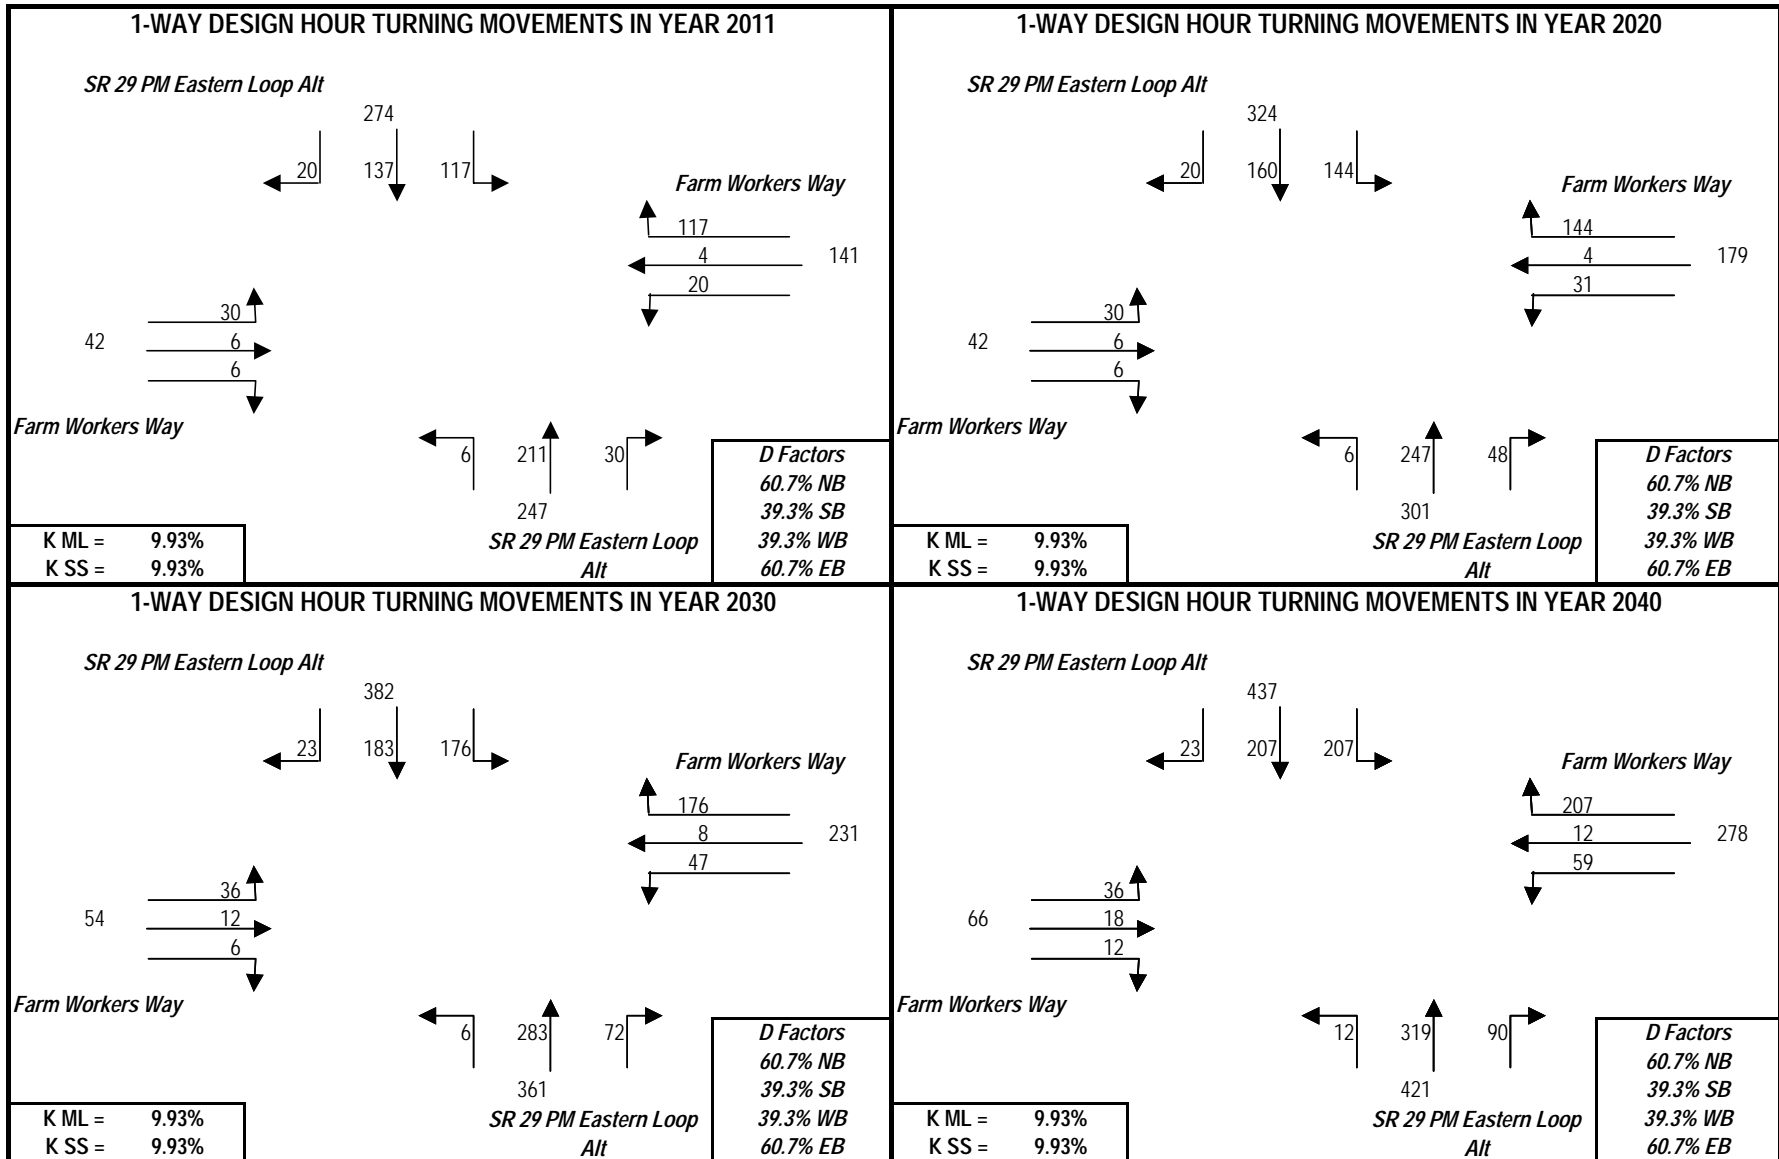 1-WAY DESIGN HOUR TURNING MOVEMENTS IN YEAR 2011
SR 29 PM Eastern Loop Alt
274
20 137 117
Farm Workers Way
117
4 141
20
30
42 6
6
Farm Workers Way
6 211 30
247
SR 29 PM Eastern Loop
Alt
D Factors
60.7% NB
39.3% SB
39.3% WB
60.7% EB
K ML = 9.93%
K SS = 9.93%
1-WAY DESIGN HOUR TURNING MOVEMENTS IN YEAR 2020
SR 29 PM Eastern Loop Alt
324
20 160 144
Farm Workers Way
144
4 179
31
30
42 6
6
Farm Workers Way
6 247 48
301
SR 29 PM Eastern Loop
Alt
D Factors
60.7% NB
39.3% SB
39.3% WB
60.7% EB
K ML = 9.93%
K SS = 9.93%
1-WAY DESIGN HOUR TURNING MOVEMENTS IN YEAR 2030
SR 29 PM Eastern Loop Alt
382
23 183 176
Farm Workers Way
176
8 231
47
36
54 12
6
Farm Workers Way
6 283 72
361
SR 29 PM Eastern Loop
Alt
D Factors
60.7% NB
39.3% SB
39.3% WB
60.7% EB
K ML = 9.93%
K SS = 9.93%
1-WAY DESIGN HOUR TURNING MOVEMENTS IN YEAR 2040
SR 29 PM Eastern Loop Alt
437
23 207 207
Farm Workers Way
207
12 278
59
36
66 18
12
Farm Workers Way
12 319 90
421
SR 29 PM Eastern Loop
Alt
D Factors
60.7% NB
39.3% SB
39.3% WB
60.7% EB
K ML = 9.93%
K SS = 9.93%